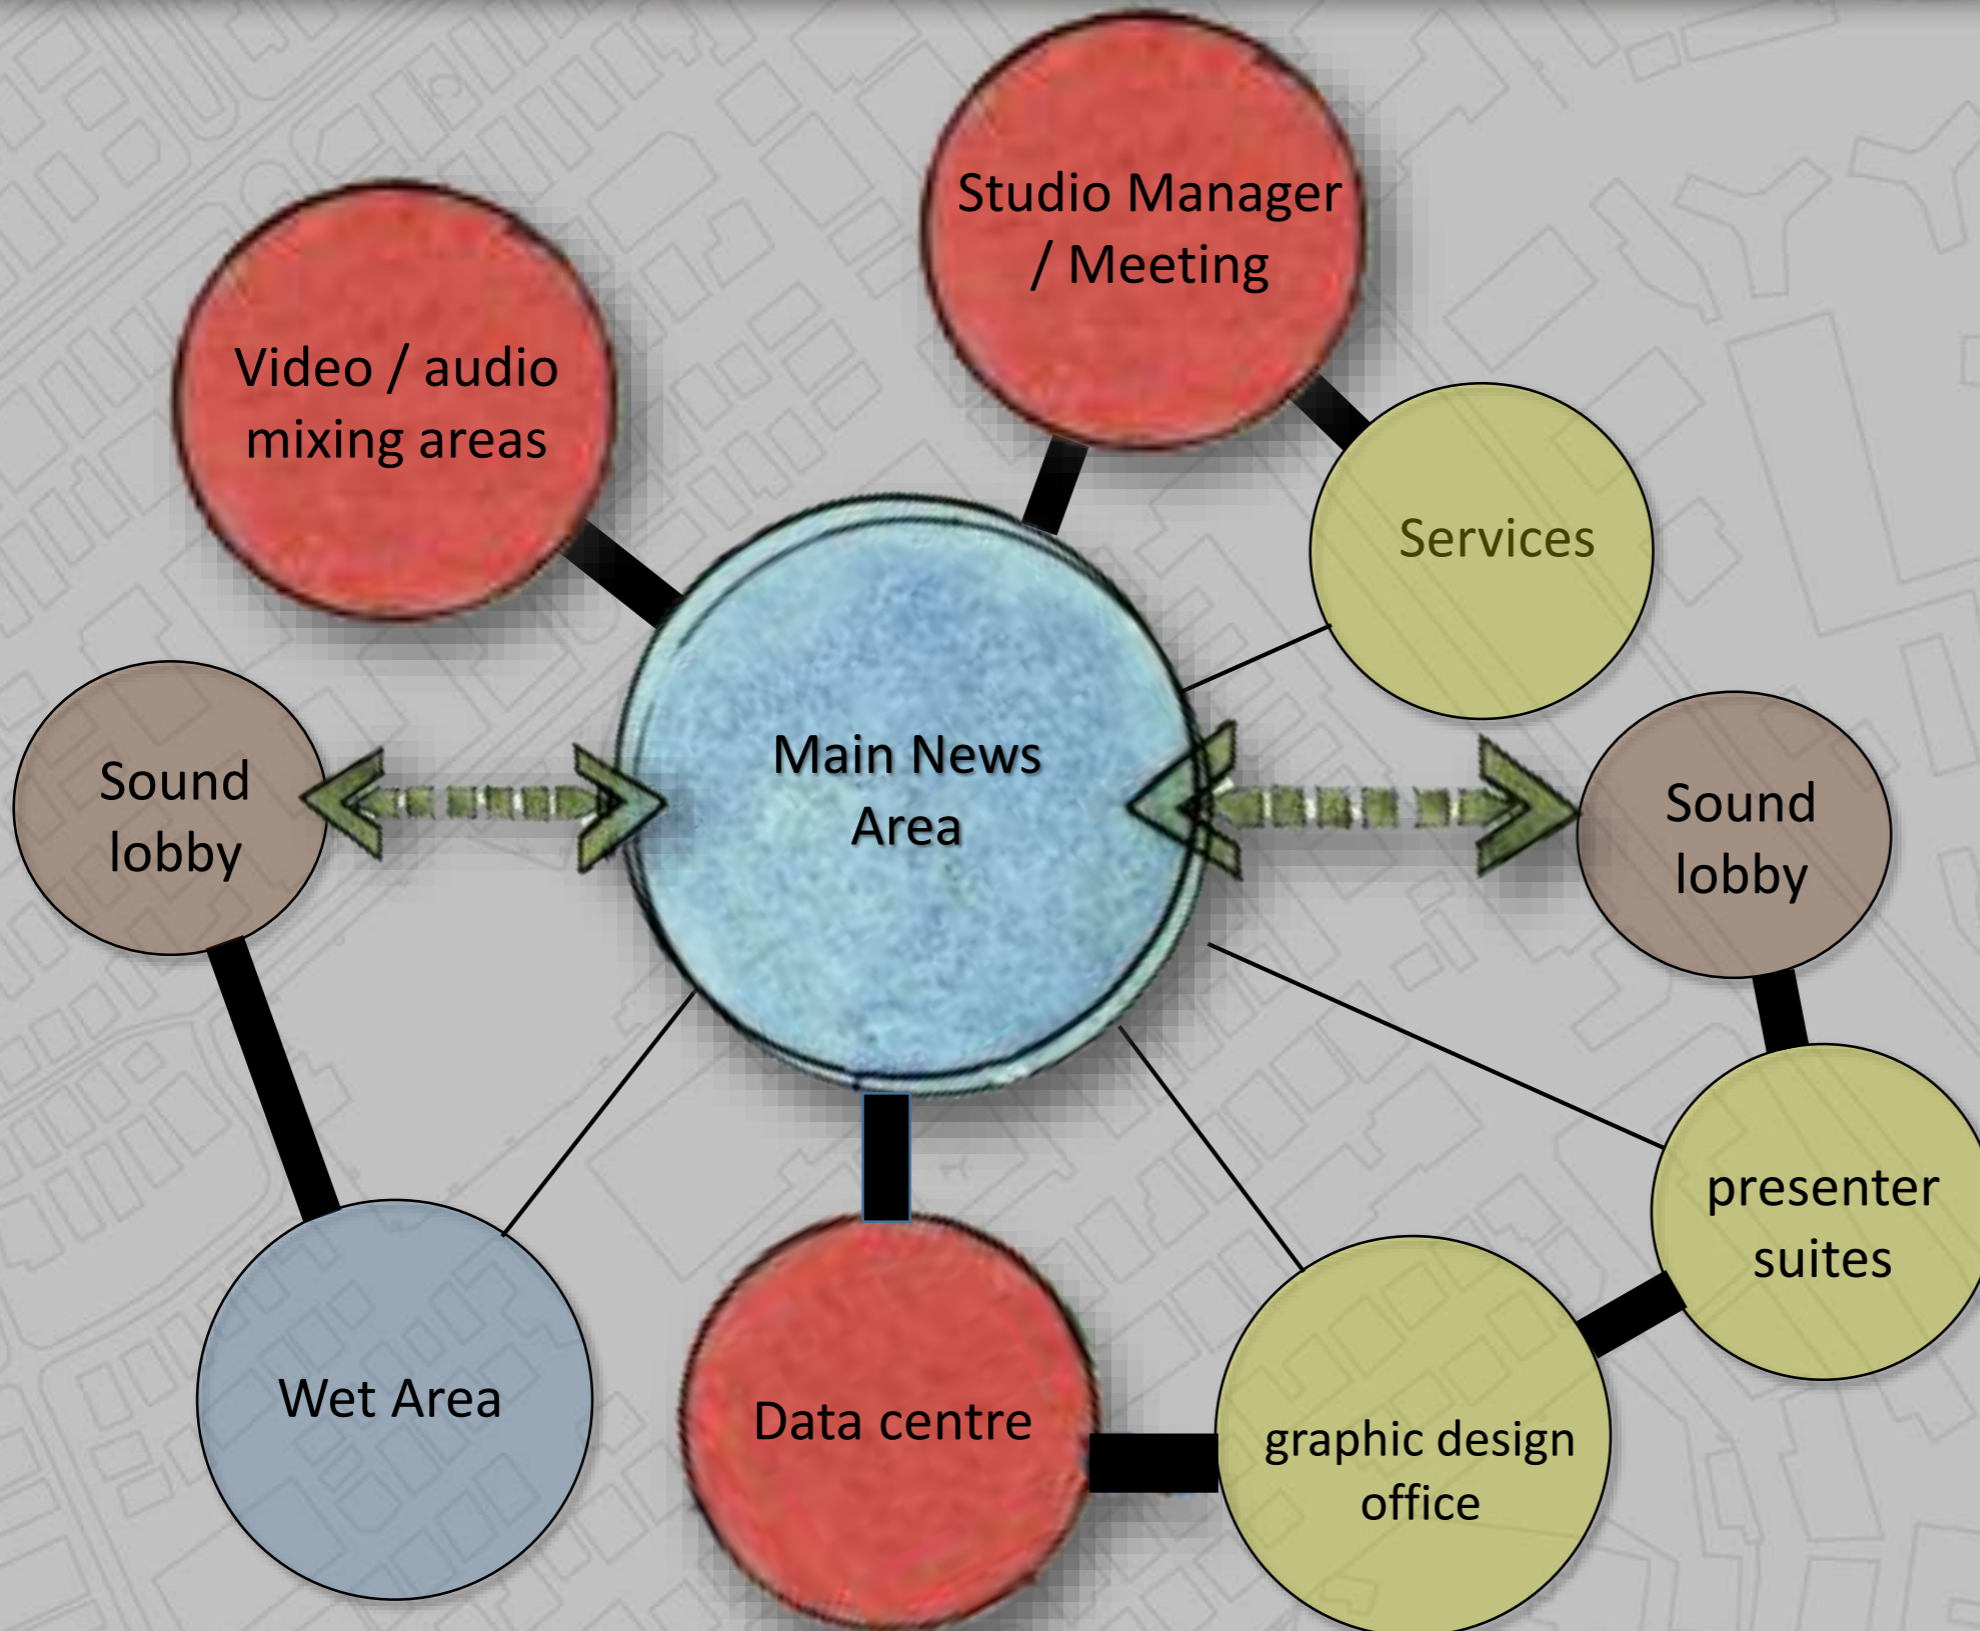 Studio Manager
/ Meeting
Video / audio
mixing areas
Services
Main News
Area
Sound
lobby
Sound
lobby
presenter
suites
Wet Area
Data centre
graphic design
office